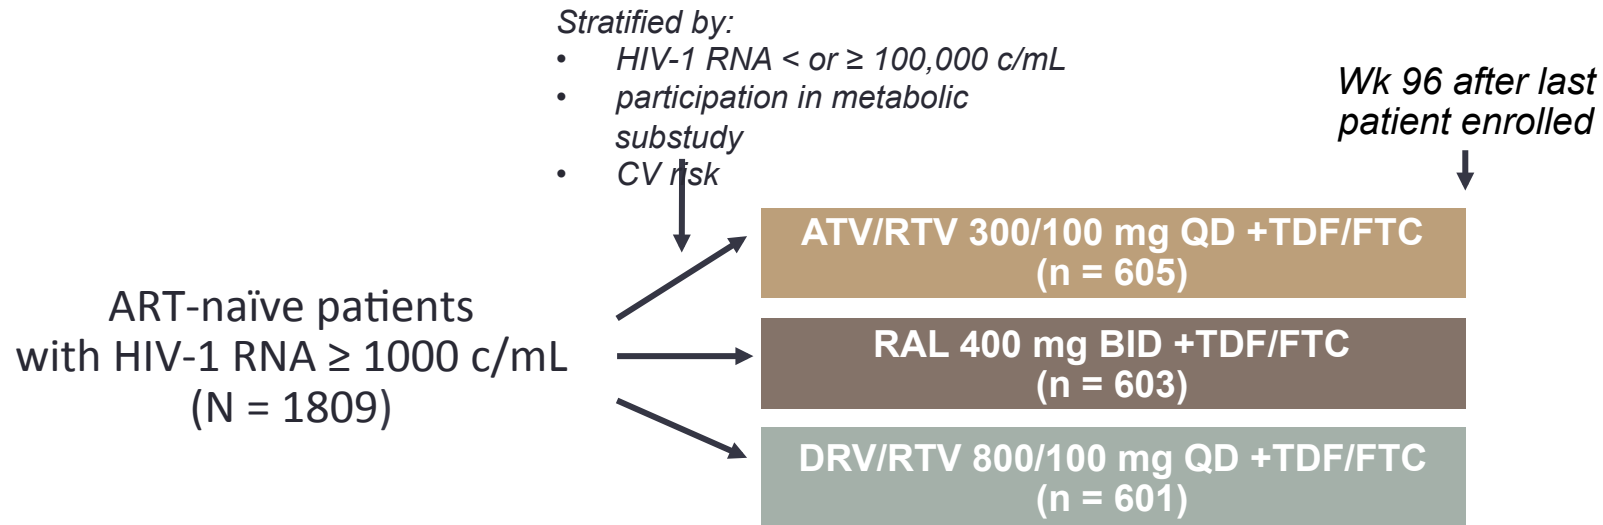 Stratified by:
• HIV-1 RNA < or ≥ 100,000 c/mL
• participation in metabolic
substudy
• CV risk
Wk 96 after last
patient enrolled
ART-naïve patients
with HIV-1 RNA ≥ 1000 c/mL
(N = 1809)
ATV/RTV 300/100 mg QD +TDF/FTC
(n = 605)
RAL 400 mg BID +TDF/FTC
(n = 603)
DRV/RTV 800/100 mg QD +TDF/FTC
(n = 601)